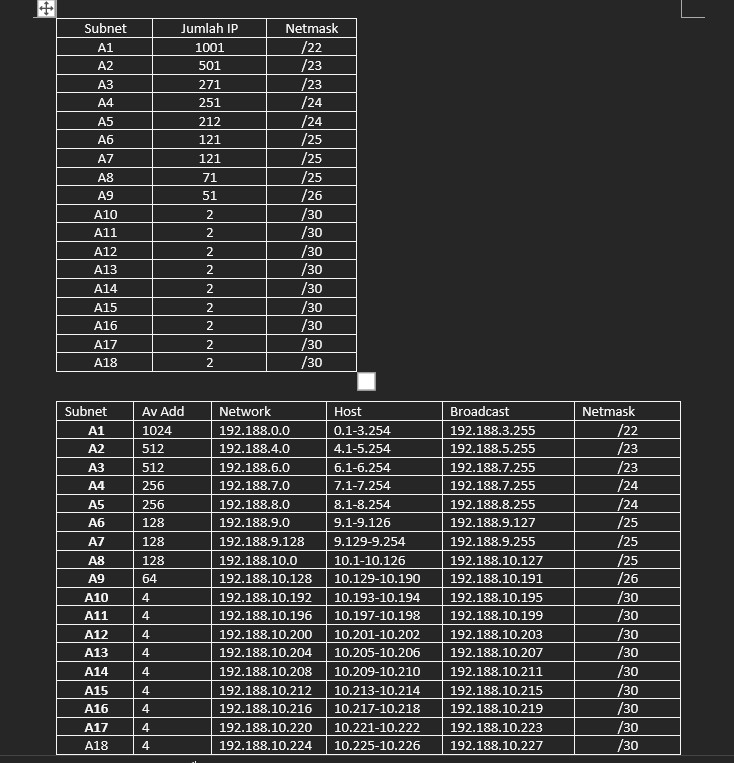 Subnet Jumlah IP Netmask
A1 1001 /22
A2 501 /23
A3 271 /23
A4 251 /24
A5 212 /24
A6 121 /25
A7 121 /25
A8 71 /25
A9 51 /26
A10 2 /30
A11 2 /30
A12 2 /30
A13 2 /30
A14 2 /30
A15 2 /30
A16 2 /30
A17 2 /30
A18 2 /30
Subnet Av Add Network Host Broadcast Netmask
A1 1024 192.188.0.0 0.1-3.254 192.188.3.255 /22
A2 512 192.188.4.0 4.1-5.254 192.188.5.255 /23
A3 512 192.188.6.0 6.1-6.254 192.188.7.255 /23
A4 256 192.188.7.0 7.1-7.254 192.188.7.255 /24
A5 256 192.188.8.0 8.1-8.254 192.188.8.255 /24
A6 128 192.188.9.0 9.1-9.126 192.188.9.127 /25
A7 128 192.188.9.128 9.129-9.254 192.188.9.255 /25
A8 128 192.188.10.0 10.1-10.126 192.188.10.127 /25
A9 64 192.188.10.128 10.129-10.190 192.188.10.191 /26
A10 4 192.188.10.192 10.193-10.194 192.188.10.195 /30
A11 4 192.188.10.196 10.197-10.198 192.188.10.199 /30
A12 4 192.188.10.200 10.201-10.202 192.188.10.203 /30
A13 4 192.188.10.204 10.205-10.206 192.188.10.207 /30
A14 4 192.188.10.208 10.209-10.210 192.188.10.211 /30
A15 4 192.188.10.212 10.213-10.214 192.188.10.215 /30
A16 4 192.188.10.216 10.217-10.218 192.188.10.219 /30
A17 4 192.188.10.220 10.221-10.222 192.188.10.223 /30
A18 4 192.188.10.224 10.225-10.226 192.188.10.227 /30